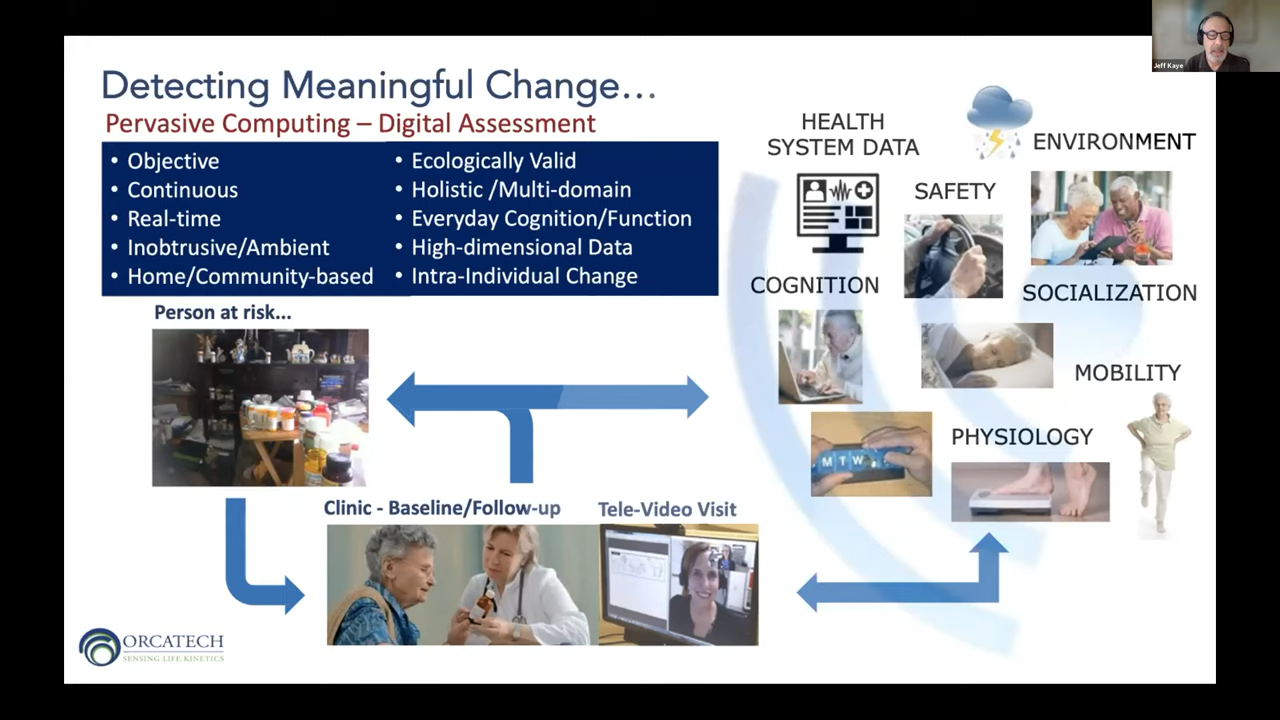 Jeff Kaye
Detecting Meaningful Change...
Pervasive Computing – Digital Assessment
• Objective
• Continuous
• Real-time
• Inobtrusive/Ambient
• Home/Community-based
• Ecologically Valid
• Holistic /Multi-domain
• Everyday Cognition/Function
• High-dimensional Data
• Intra-Individual Change
Person at risk...
Clinic - Baseline/Follow-up
Tele-Video Visit
HEALTH
SYSTEM DATA
ENVIRONMENT
SAFETY
COGNITION
SOCIALIZATION
MOBILITY
M T W
PHYSIOLOGY
ORCATECH
SENSING LIFE KINETICS